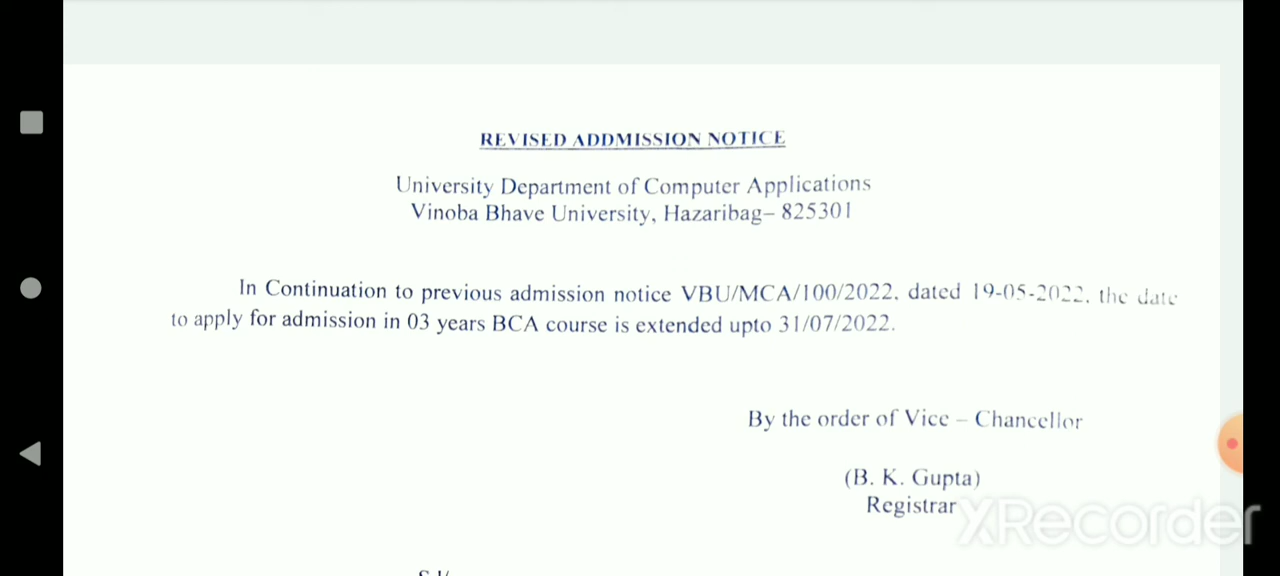 REVISED ADDMISSION NOTICE
University Department of Computer Applications
Vinoba Bhave University, Hazaribag– 825301
In Continuation to previous admission notice VBU/MCA/100/2022, dated 19-05-2022, the date
to apply for admission in 03 years BCA course is extended upto 31/07/2022.
By the order of Vice – Chancellor
(B. K. Gupta)
Registrar
XRecorder